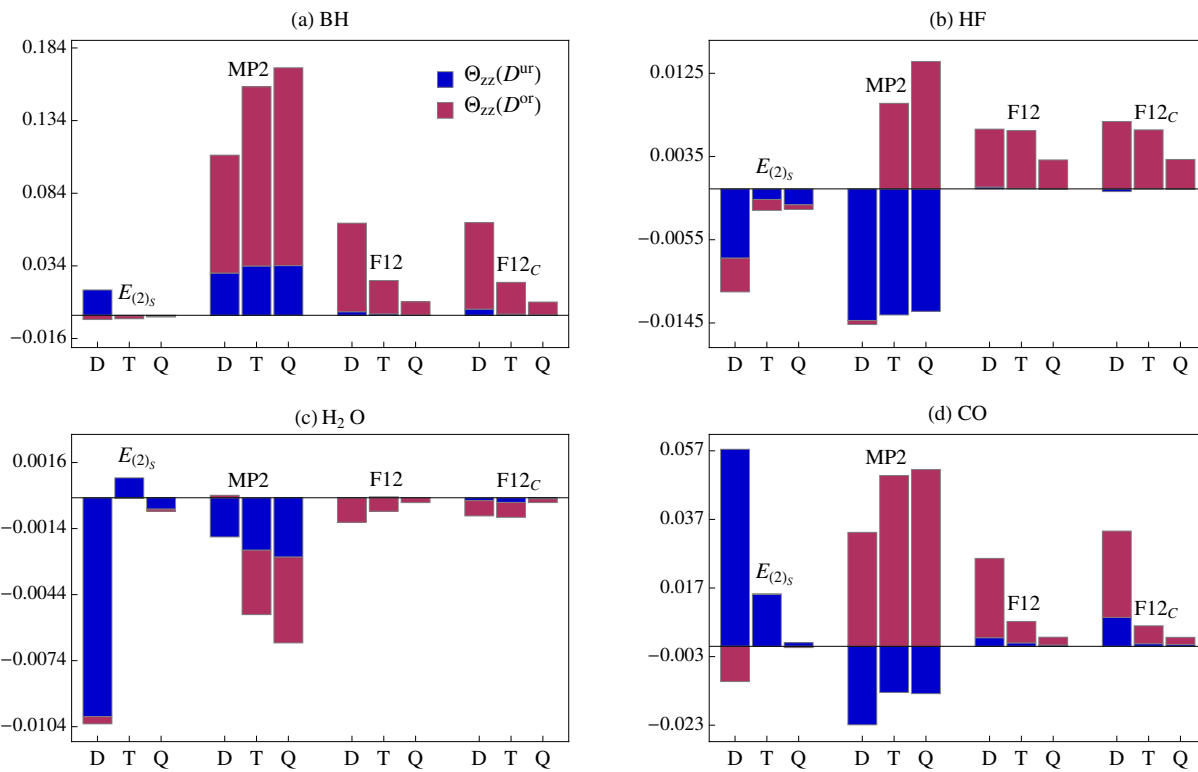 (a) BH
0.184
0.134
0.084
0.034
−0.016
MP2
Θzz(D^ur)
Θzz(D^or)
E(2)S
F12
F12C
D T Q D T Q D T Q D T Q
(b) HF
0.0125
0.0035
−0.0055
−0.0145
MP2
F12
F12C
E(2)S
D T Q D T Q D T Q D T Q
(c) H2 O
0.0016
−0.0014
−0.0044
−0.0074
−0.0104
E(2)S
MP2
F12
F12C
D T Q D T Q D T Q D T Q
(d) CO
0.057
0.037
0.017
−0.003
−0.023
MP2
E(2)S
F12
F12C
D T Q D T Q D T Q D T Q